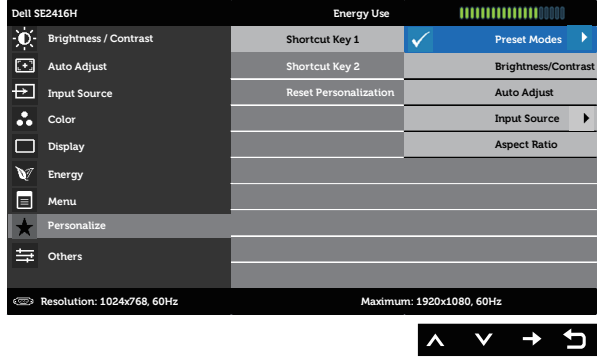 Dell SE2416H Energy Use
Brightness / Contrast Shortcut Key 1 Preset Modes
Auto Adjust Shortcut Key 2 Brightness/Contrast
Input Source Reset Personalization Auto Adjust
Color Input Source
Display Aspect Ratio
Energy
Menu
Personalize
Others
Resolution: 1024x768, 60Hz Maximum: 1920x1080, 60Hz